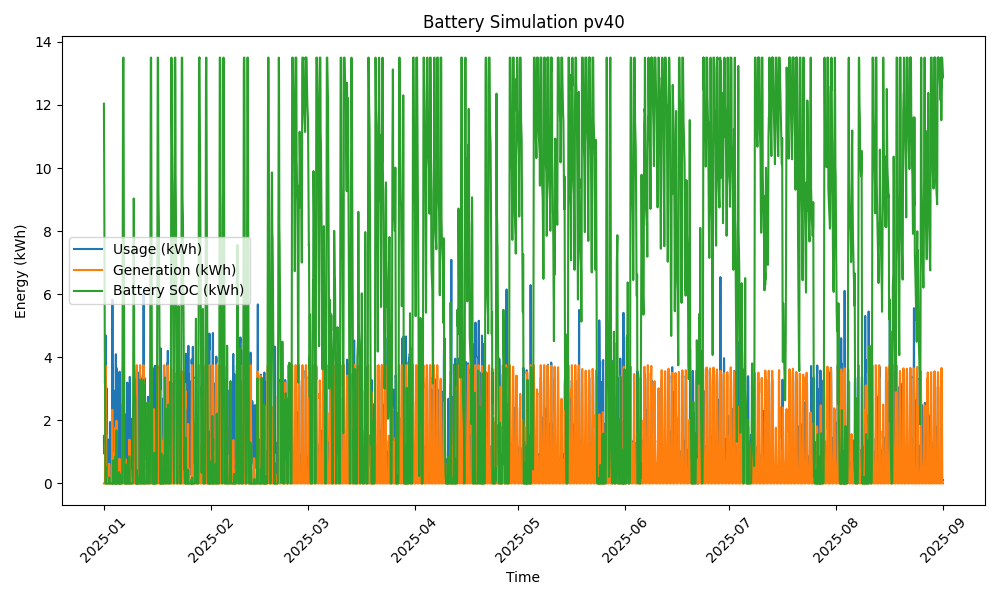 Battery Simulation pv40
14
12
10
8
6
4
2
0
Energy (kWh)
Usage (kWh)
Generation (kWh)
Battery SOC (kWh)
2025-01
2025-02
2025-03
2025-04
2025-05
2025-06
2025-07
2025-08
2025-09
Time